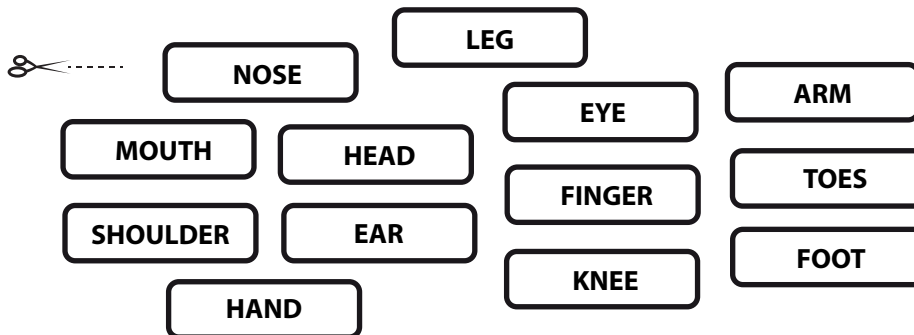 LEG
NOSE
ARM
EYE
MOUTH
HEAD
TOES
FINGER
SHOULDER
EAR
FOOT
KNEE
HAND